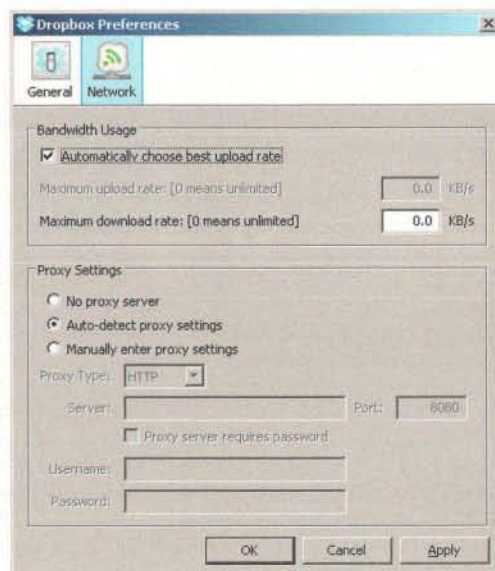 Dropbox Preferences
General Network
Bandwidth Usage
Automatically choose best upload rate
Maximum upload rate: [0 means unlimited] 0.0 KB/s
Maximum download rate: [0 means unlimited] 0.0 KB/s
Proxy Settings
No proxy server
Auto-detect proxy settings
Manually enter proxy settings
Proxy Type: HTTP
Server: Port: 8080
Proxy server requires password
Username:
Password:
OK Cancel Apply